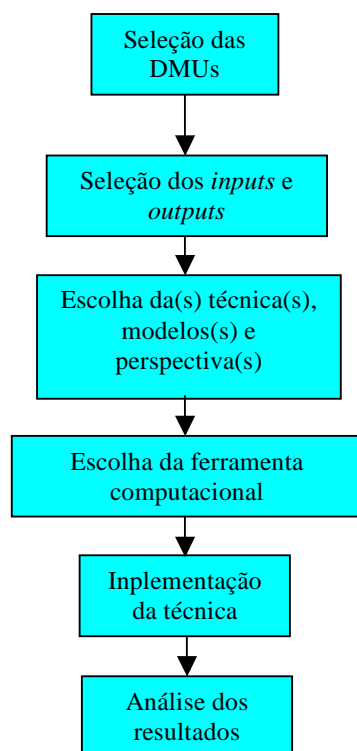 Seleção das
DMUs
Seleção dos inputs e
outputs
Escolha da(s) técnica(s),
modelos(s) e
perspectiva(s)
Escolha da ferramenta
computacional
Inplementação
da técnica
Análise dos
resultados